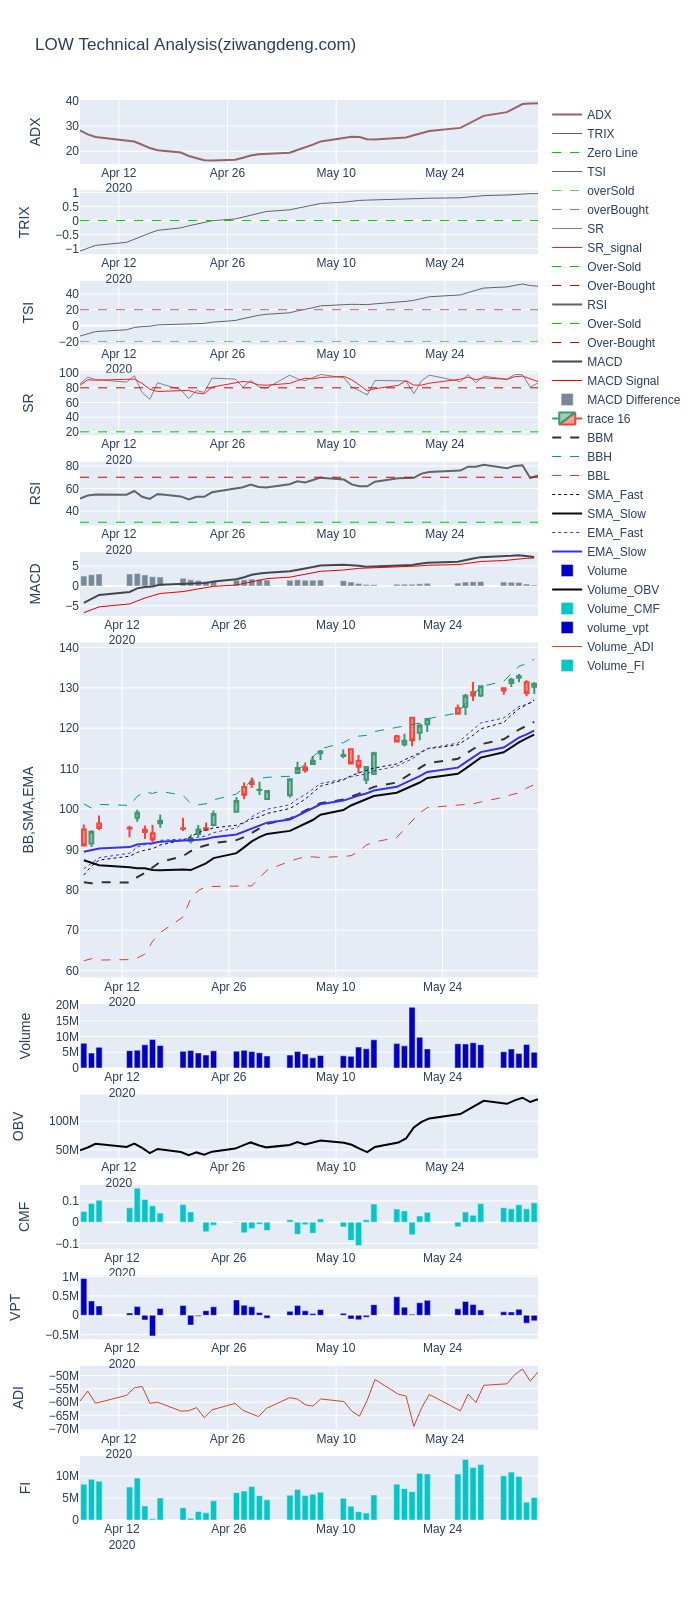 LOW Technical Analysis(ziwangdeng.com)
ADX
40
30
20
Apr 12
2020
Apr 26
May 10
May 24
TRIX
1
0.5
0
−0.5
−1
Apr 12
2020
Apr 26
May 10
May 24
TSI
40
20
0
−20
Apr 12
2020
Apr 26
May 10
May 24
SR
100
80
60
40
20
Apr 12
2020
Apr 26
May 10
May 24
RSI
80
60
40
Apr 12
2020
Apr 26
May 10
May 24
MACD
5
0
−5
Apr 12
2020
Apr 26
May 10
May 24
BB,SMA,EMA
140
130
120
110
100
90
80
70
60
Apr 12
2020
Apr 26
May 10
May 24
Volume
20M
15M
10M
5M
0
Apr 12
2020
Apr 26
May 10
May 24
OBV
100M
50M
Apr 12
2020
Apr 26
May 10
May 24
CMF
0.1
0
−0.1
Apr 12
2020
Apr 26
May 10
May 24
VPT
1M
0.5M
0
−0.5M
Apr 12
2020
Apr 26
May 10
May 24
ADI
−50M
−55M
−60M
−65M
−70M
Apr 12
2020
Apr 26
May 10
May 24
FI
10M
5M
0
Apr 12
2020
Apr 26
May 10
May 24
ADX
TRIX
Zero Line
TSI
overSold
overBought
SR
SR_signal
Over-Sold
Over-Bought
RSI
Over-Sold
Over-Bought
MACD
MACD Signal
MACD Difference
trace 16
BBM
BBH
BBL
SMA_Fast
SMA_Slow
EMA_Fast
EMA_Slow
Volume
Volume_OBV
Volume_CMF
volume_vpt
Volume_ADI
Volume_FI